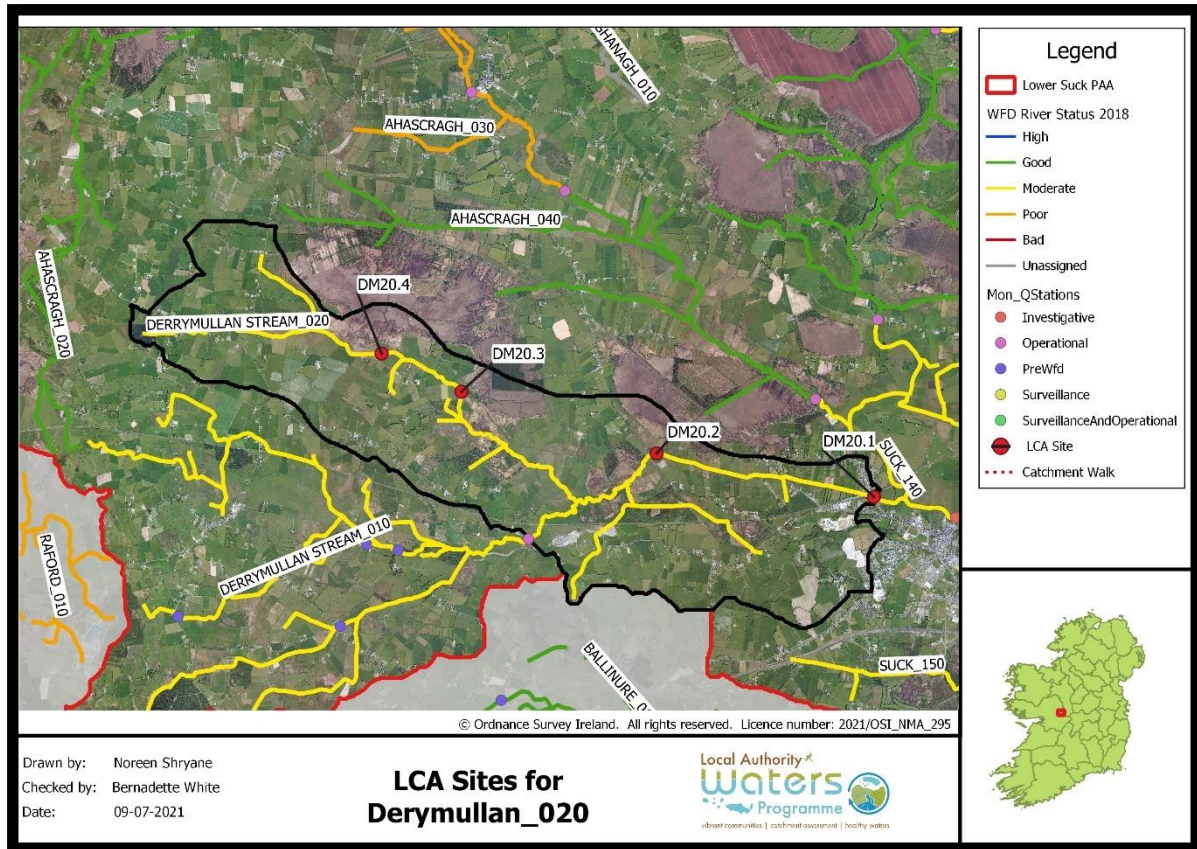 GHANAGH_010
AHASCRAGH_030
AHASCRAGH_040
AHASCRAGH_020
DM20.4
DERRYMULLAN STREAM_020
DM20.3
DM20.2
DM20.1
SUCK_140
DERRYMULLAN STREAM_010
RAFORD_010
BALLINURE_0
SUCK_150
© Ordnance Survey Ireland. All rights reserved. Licence number: 2021/OSI_NMA_295
Legend
Lower Suck PAA
WFD River Status 2018
High
Good
Moderate
Poor
Bad
Unassigned
Mon_QStations
Investigative
Operational
PreWfd
Surveillance
SurveillanceAndOperational
LCA Site
Catchment Walk
Drawn by: Noreen Shryane
Checked by: Bernadette White
Date: 09-07-2021
LCA Sites for
Derymullan_020
Local Authority
Waters
Programme
vibrant communities | catchment assessment | healthy waters